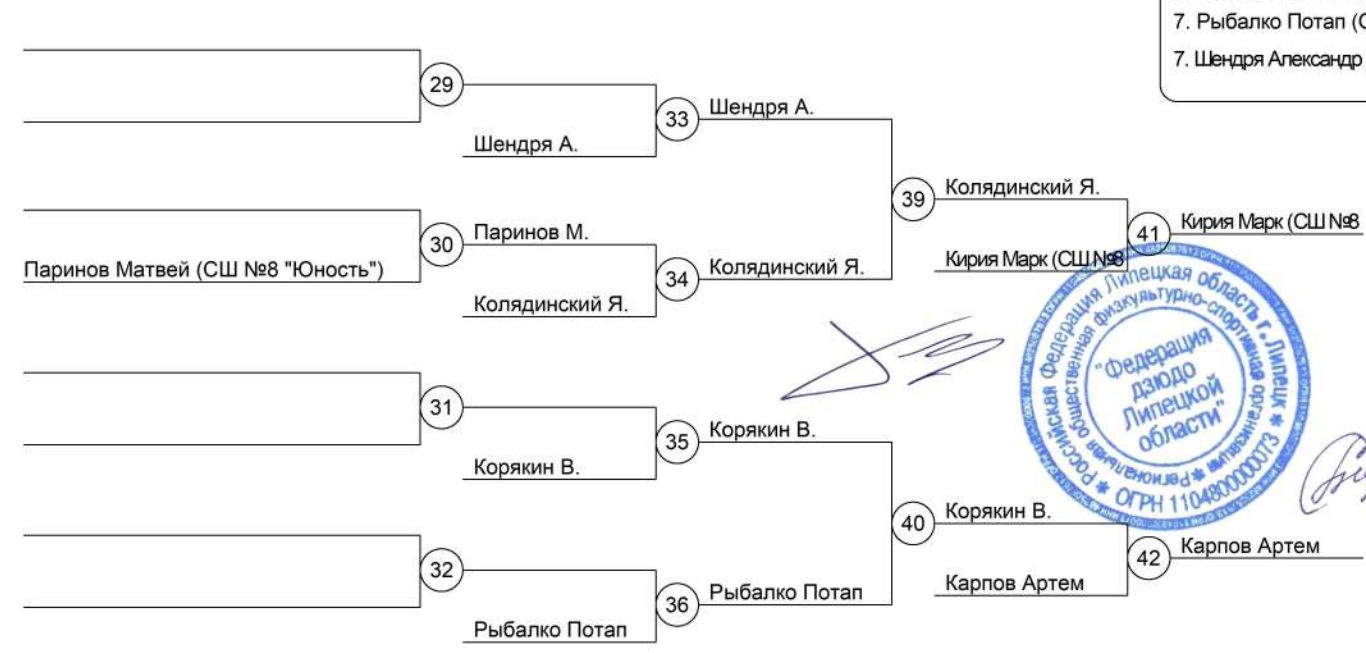 7. Рыбалко Потап (С
7. Шендря Александр
29
33
Шендря А.
Шендря А.
39
Колядинский Я.
30
Паринов М.
41
Кирия Марк (СШ №8
Паринов Матвей (СШ №8 "Юность")
34
Колядинский Я.
Кирия Марк (СШ №8
Колядинский Я.
31
35
Корякин В.
Корякин В.
40
Корякин В.
32
42
Карпов Артем
36
Рыбалко Потап
Карпов Артем
Рыбалко Потап
Российская Федерация Липецкая область г. Липецк
Региональная общественная физкультурно-спортивная организация
"Федерация
дзюдо
Липецкой
области"
ОГРН 1104800000073